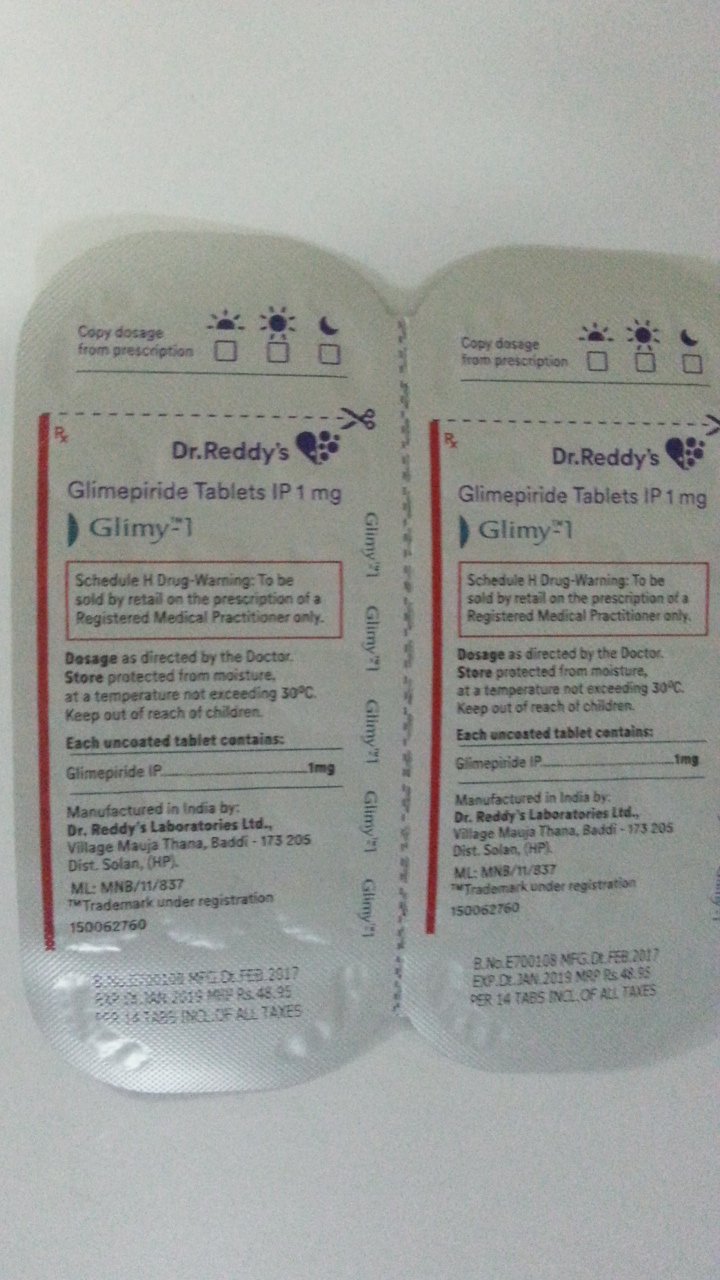 Copy dosage
from prescription
Rx
Dr.Reddy's
Glimepiride Tablets IP 1 mg
Glimy™-1
Schedule H Drug-Warning: To be
sold by retail on the prescription of a
Registered Medical Practitioner only.
Dosage as directed by the Doctor.
Store protected from moisture,
at a temperature not exceeding 30°C.
Keep out of reach of children.
Each uncoated tablet contains:
Glimepiride IP..........................1mg
Manufactured in India by:
Dr. Reddy's Laboratories Ltd.,
Village Mauja Thana, Baddi - 173 205
Dist. Solan, (HP).
ML: MNB/11/837
™Trademark under registration
150062760
B.No.E700108 MFG.Dt.FEB.2017
EXP.Dt.JAN.2019 MRP Rs.48.95
PER 14 TABS INCL.OF ALL TAXES
Glimy™-1
Glimy™-1
Glimy™-1
Glimy™-1
Glimy™-1
Copy dosage
from prescription
Rx
Dr.Reddy's
Glimepiride Tablets IP 1 mg
Glimy™-1
Schedule H Drug-Warning: To be
sold by retail on the prescription of a
Registered Medical Practitioner only.
Dosage as directed by the Doctor.
Store protected from moisture,
at a temperature not exceeding 30°C.
Keep out of reach of children.
Each uncoated tablet contains:
Glimepiride IP..........................1mg
Manufactured in India by:
Dr. Reddy's Laboratories Ltd.,
Village Mauja Thana, Baddi - 173 205
Dist. Solan, (HP).
ML: MNB/11/837
™Trademark under registration
150062760
B.No.E700108 MFG.Dt.FEB.2017
EXP.Dt.JAN.2019 MRP Rs.48.95
PER 14 TABS INCL.OF ALL TAXES